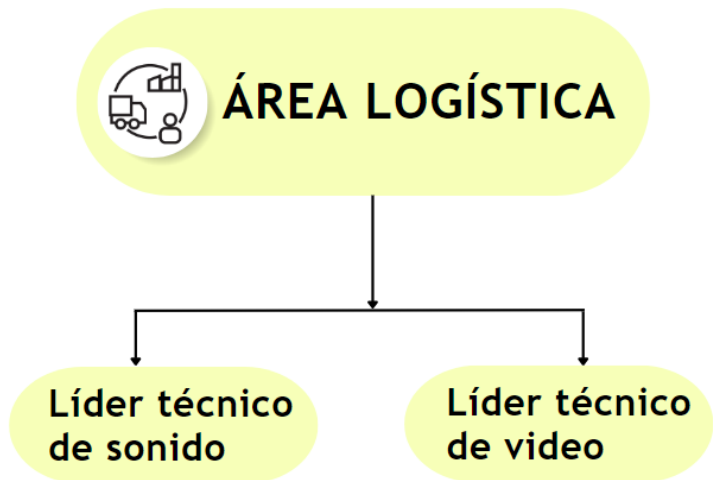 ÁREA LOGÍSTICA
Líder técnico
de sonido
Líder técnico
de video